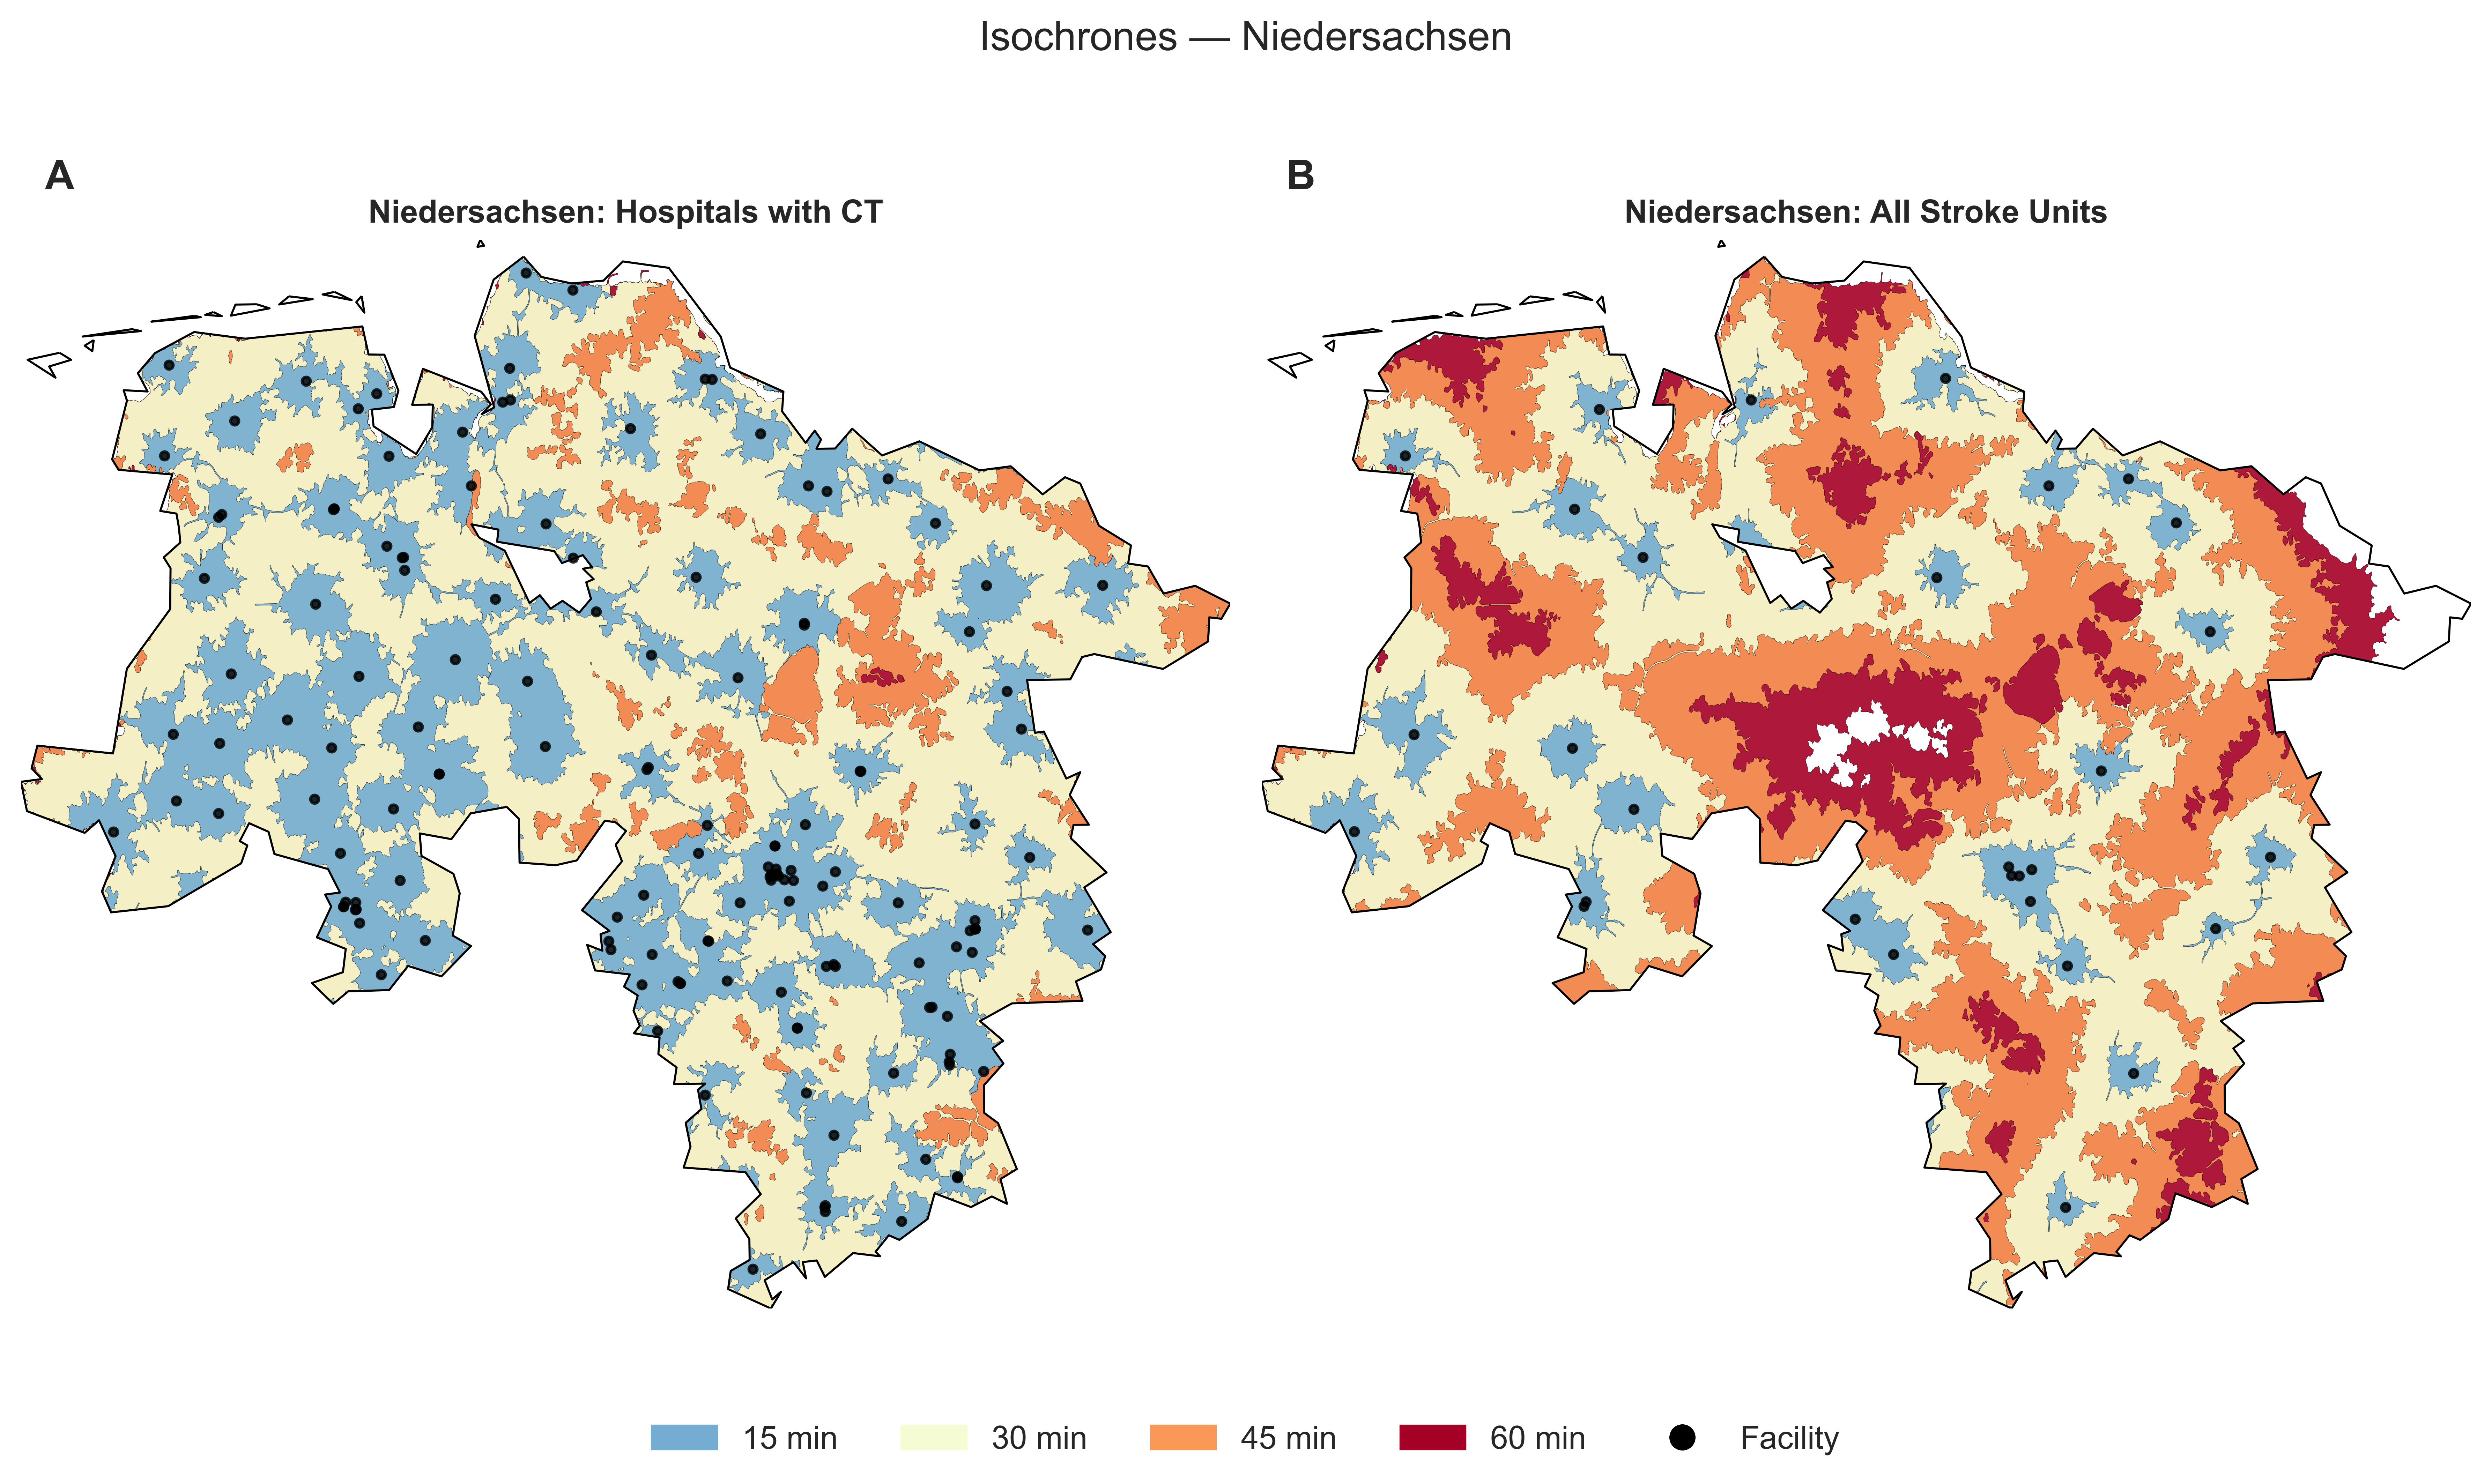 Isochrones — Niedersachsen
A
Niedersachsen: Hospitals with CT
B
Niedersachsen: All Stroke Units
15 min
30 min
45 min
60 min
Facility